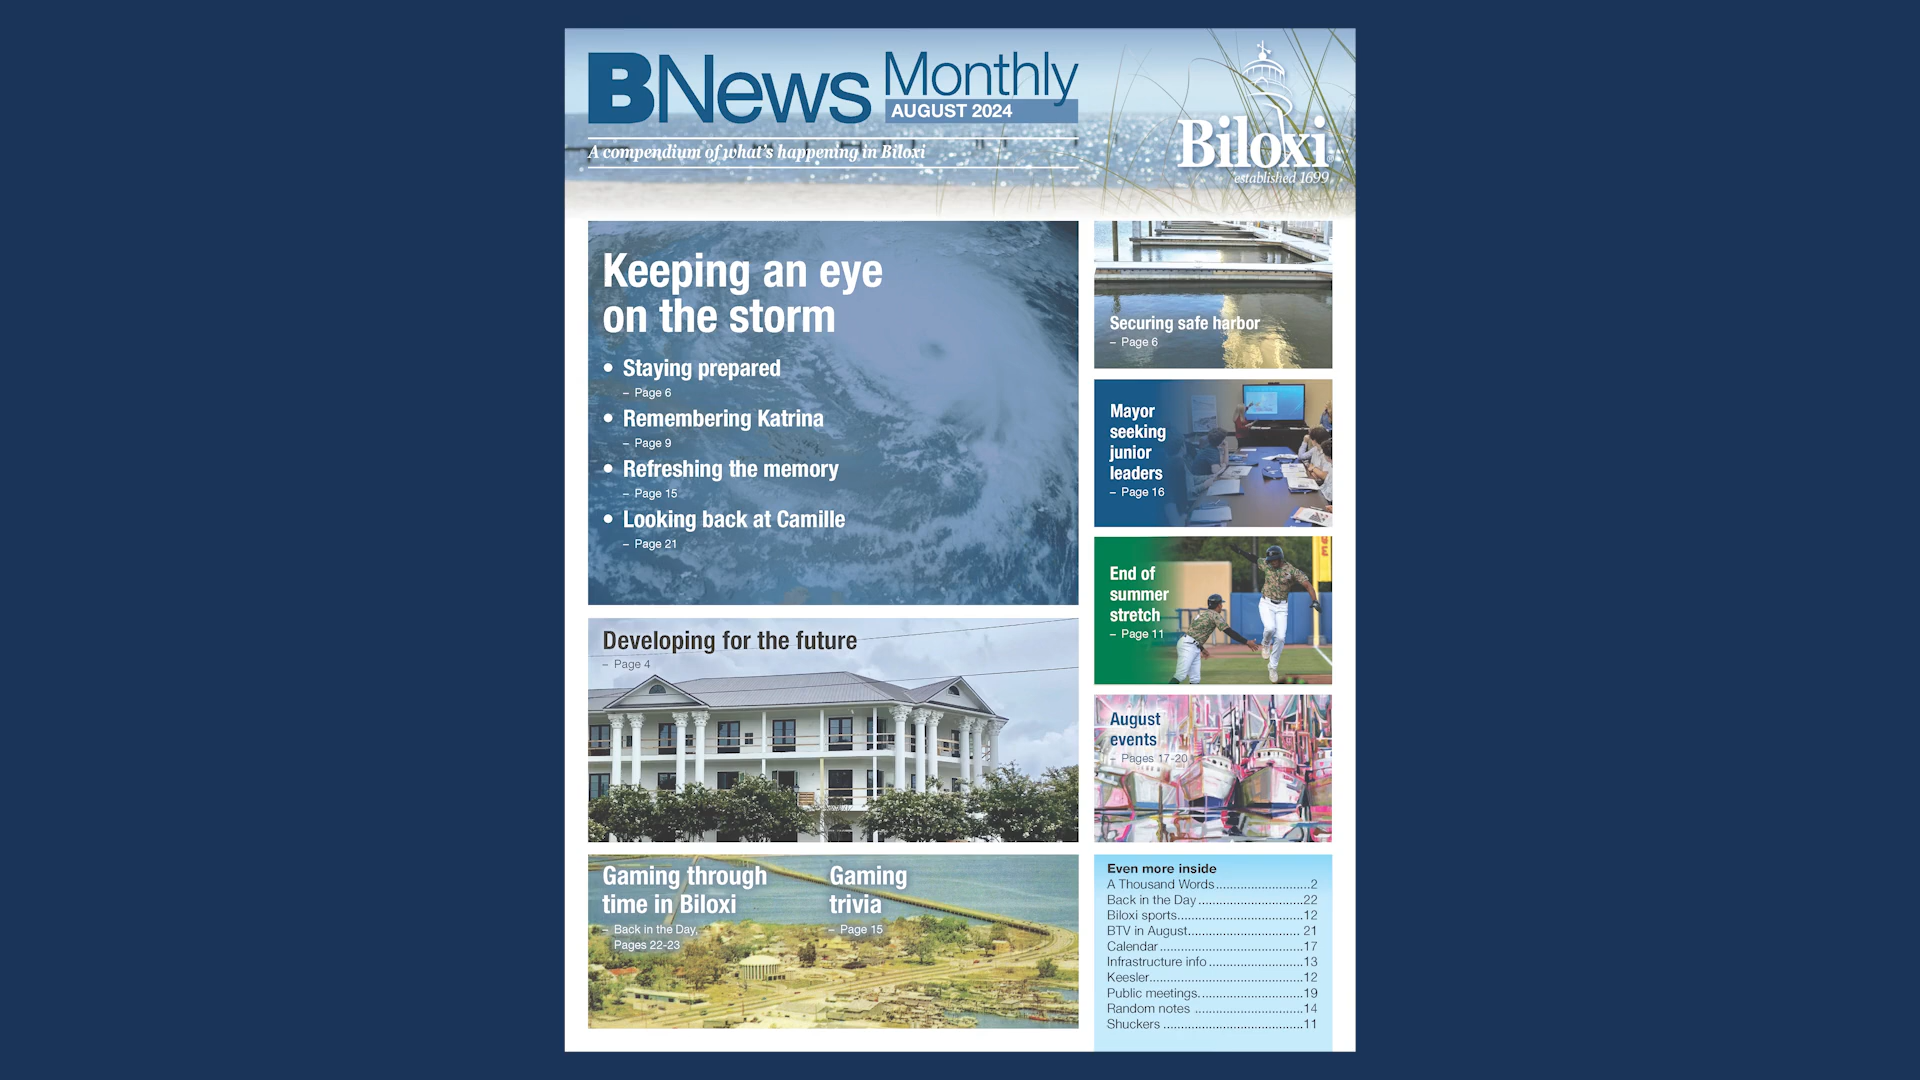 BNews Monthly
AUGUST 2024
A compendium of what's happening in Biloxi
Biloxi
established 1699
Keeping an eye
on the storm
• Staying prepared
– Page 6
• Remembering Katrina
– Page 9
• Refreshing the memory
– Page 15
• Looking back at Camille
– Page 21
Securing safe harbor
– Page 6
Mayor
seeking
junior
leaders
– Page 16
End of
summer
stretch
– Page 11
Developing for the future
– Page 4
August
events
– Pages 17-20
Gaming through
time in Biloxi
– Back in the Day,
Pages 22-23
Gaming
trivia
– Page 15
Even more inside
A Thousand Words...........................2
Back in the Day..............................22
Biloxi sports....................................12
BTV in August................................ 21
Calendar.........................................17
Infrastructure info...........................13
Keesler............................................12
Public meetings..............................19
Random notes ...............................14
Shuckers ........................................11